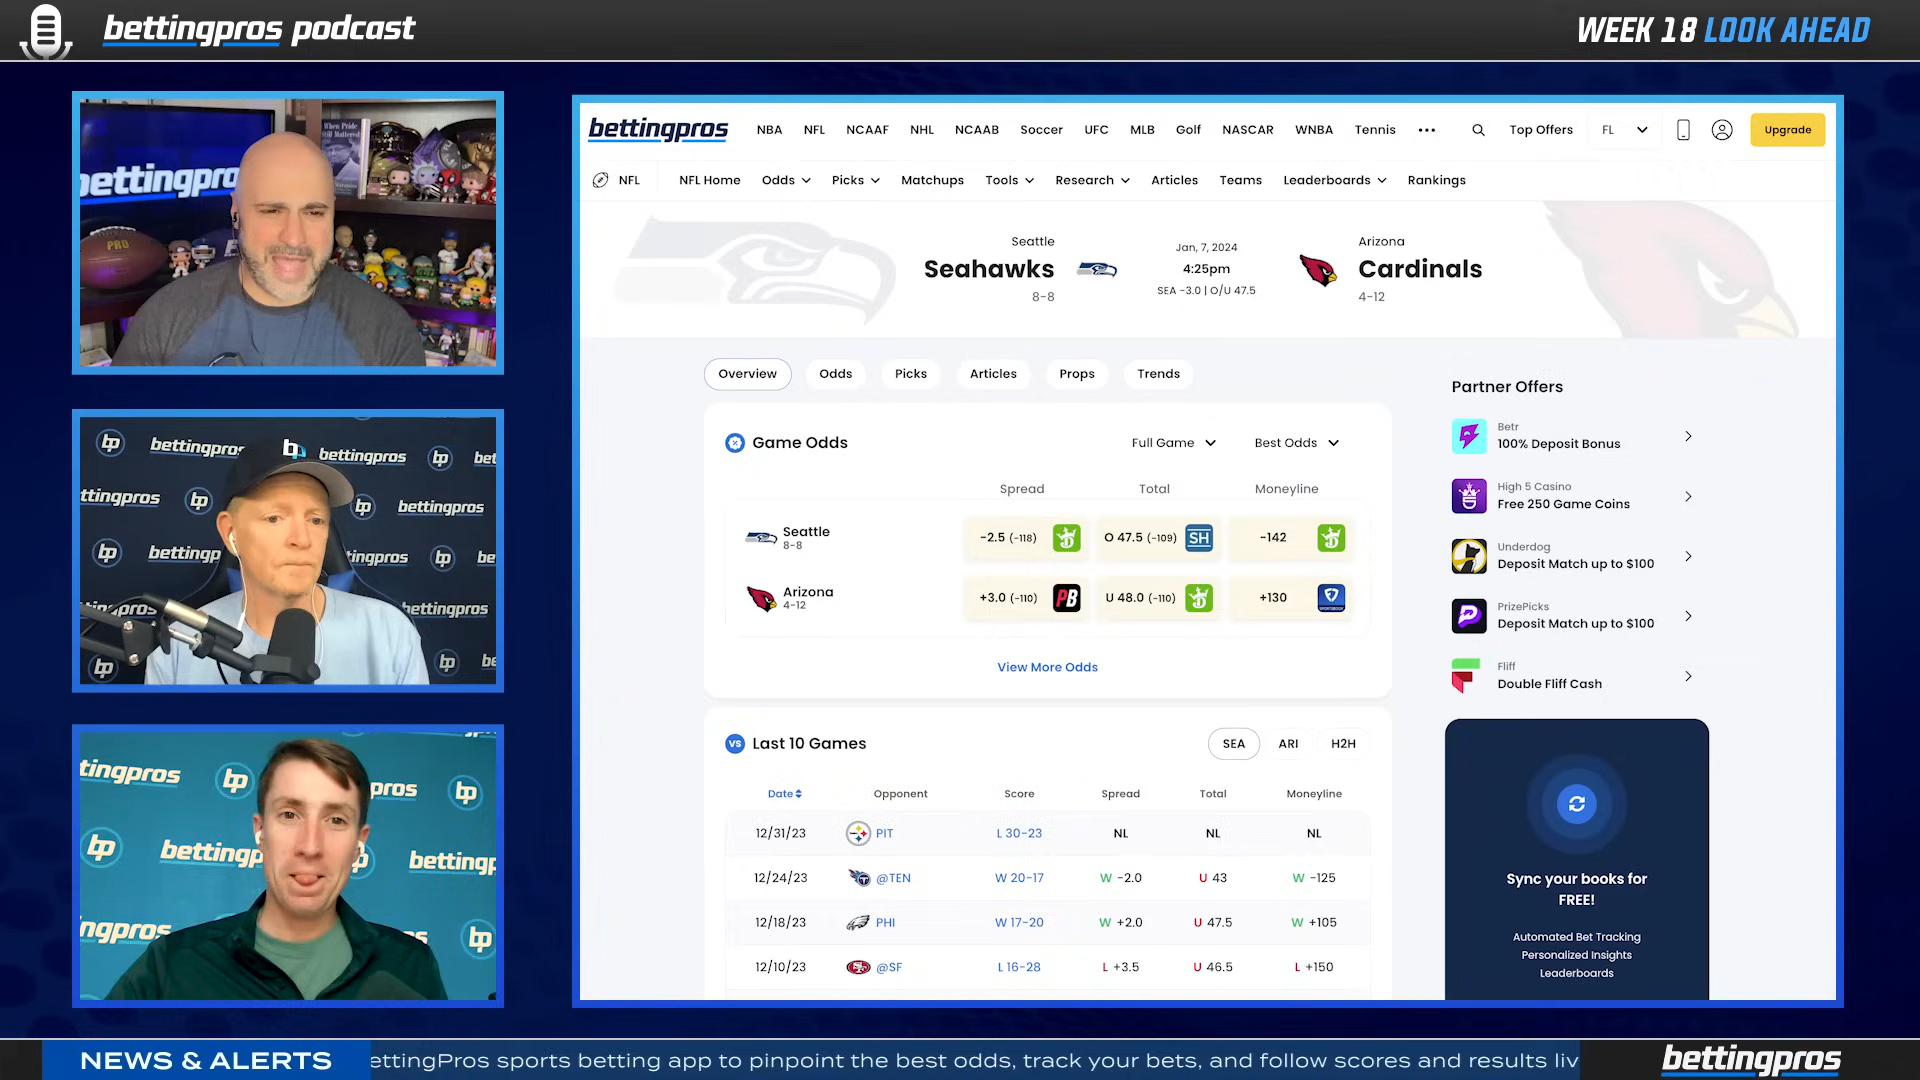 bettingpros podcast
WEEK 18 LOOK AHEAD
When Pride
Still Mattered
PRO
bettingpros
NBA NFL NCAAF NHL NCAAB Soccer UFC MLB Golf NASCAR WNBA Tennis ••• Top Offers FL Upgrade
NFL NFL Home Odds Picks Matchups Tools Research Articles Teams Leaderboards Rankings
Seattle
Seahawks
8-8
Jan, 7, 2024
4:25pm
SEA -3.0 | O/U 47.5
Arizona
Cardinals
4-12
Overview Odds Picks Articles Props Trends
Game Odds Full Game Best Odds
Spread Total Moneyline
Seattle
8-8
-2.5 (-118) O 47.5 (-109) SH -142
Arizona
4-12
+3.0 (-110) PB U 48.0 (-110) +130
View More Odds
VS Last 10 Games SEA ARI H2H
Date Opponent Score Spread Total Moneyline
12/31/23 PIT L 30-23 NL NL NL
12/24/23 @TEN W 20-17 W -2.0 U 43 W -125
12/18/23 PHI W 17-20 W +2.0 U 47.5 W +105
12/10/23 @SF L 16-28 L +3.5 U 46.5 L +150
Partner Offers
Betr
100% Deposit Bonus
High 5 Casino
Free 250 Game Coins
Underdog
Deposit Match up to $100
PrizePicks
Deposit Match up to $100
Fliff
Double Fliff Cash
Sync your books for
FREE!
Automated Bet Tracking
Personalized Insights
Leaderboards
NEWS & ALERTS
ettingPros sports betting app to pinpoint the best odds, track your bets, and follow scores and results liv
bettingpros